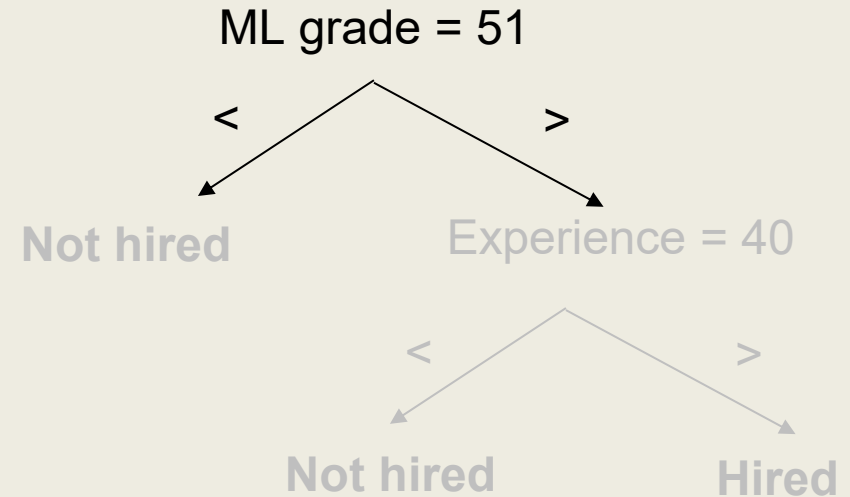 ML grade = 51
< >
Not hired
Experience = 40
< >
Not hired
Hired